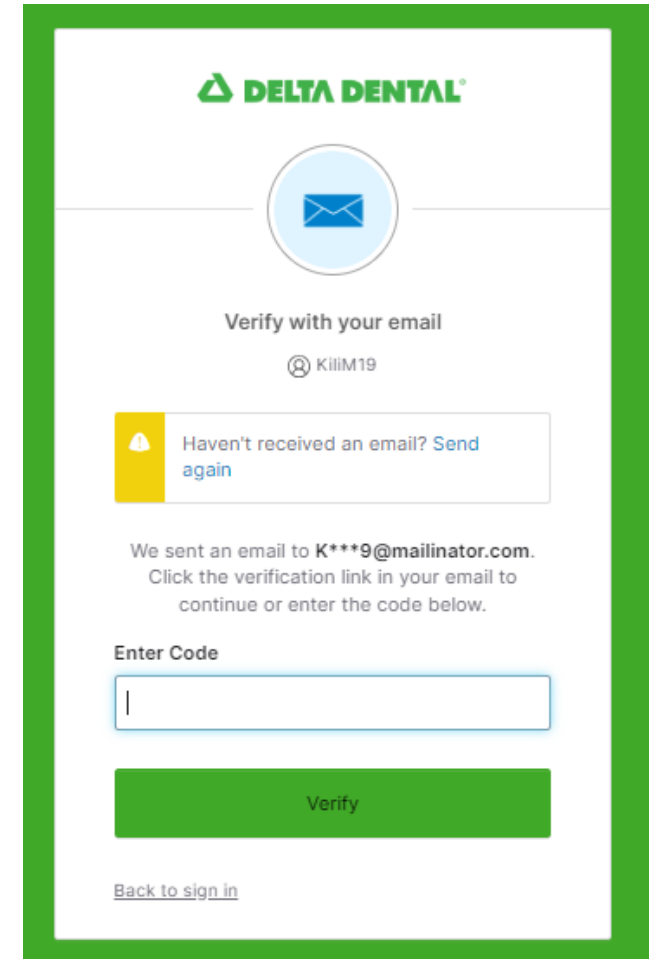 DELTA DENTAL®
Verify with your email
KiliM19
Haven't received an email? Send
again
We sent an email to K***9@mailinator.com.
Click the verification link in your email to
continue or enter the code below.
Enter Code
Verify
Back to sign in